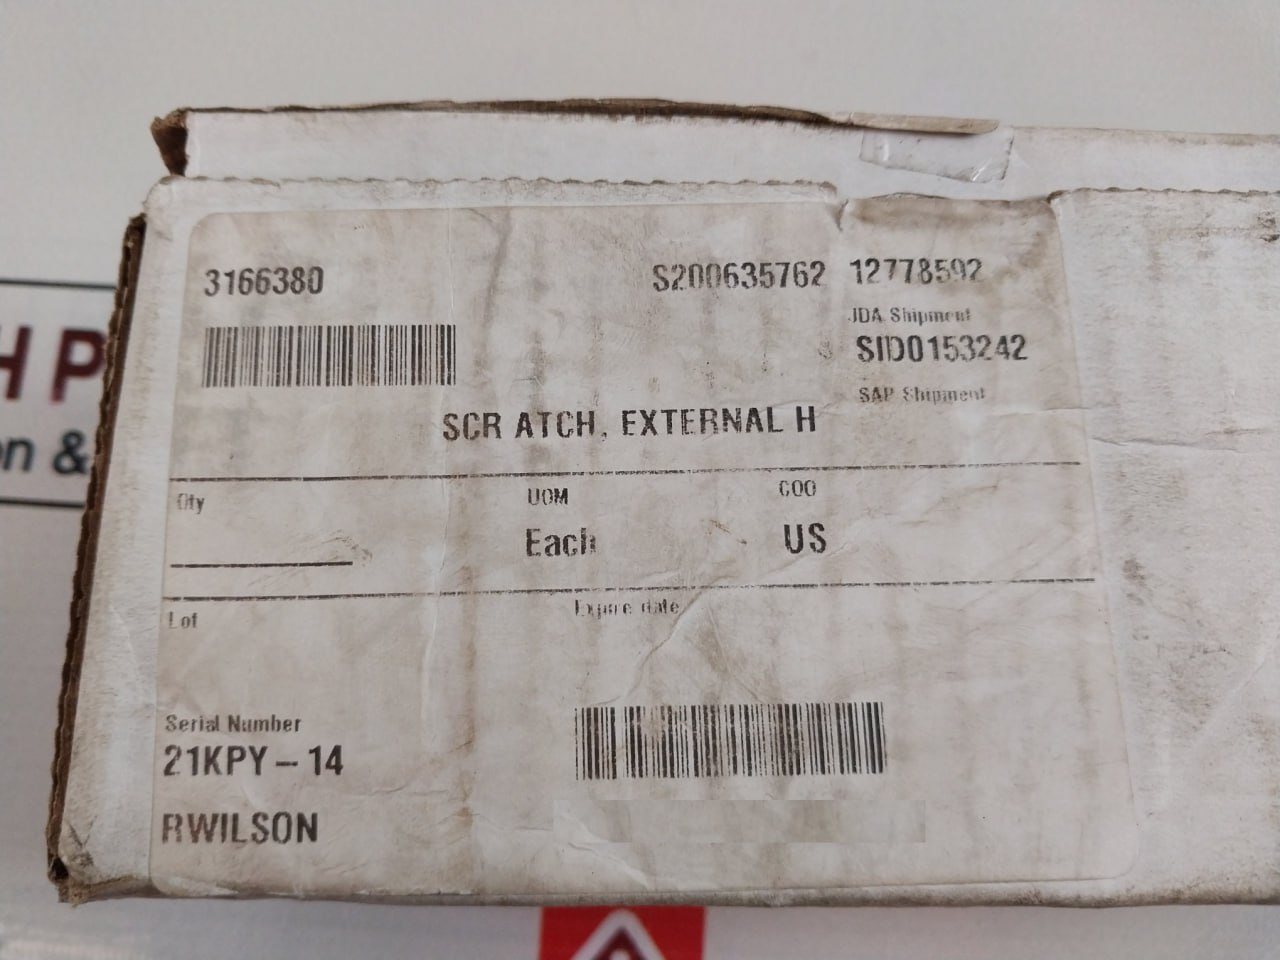 3166380
S200635762 12778592
JDA Shipment
SID0153242
SAP Shipment
SCR ATCH, EXTERNAL H
Qty UOM COO
Each US
Lot Expire date
Serial Number
21KPY-14
RWILSON
H P
on &